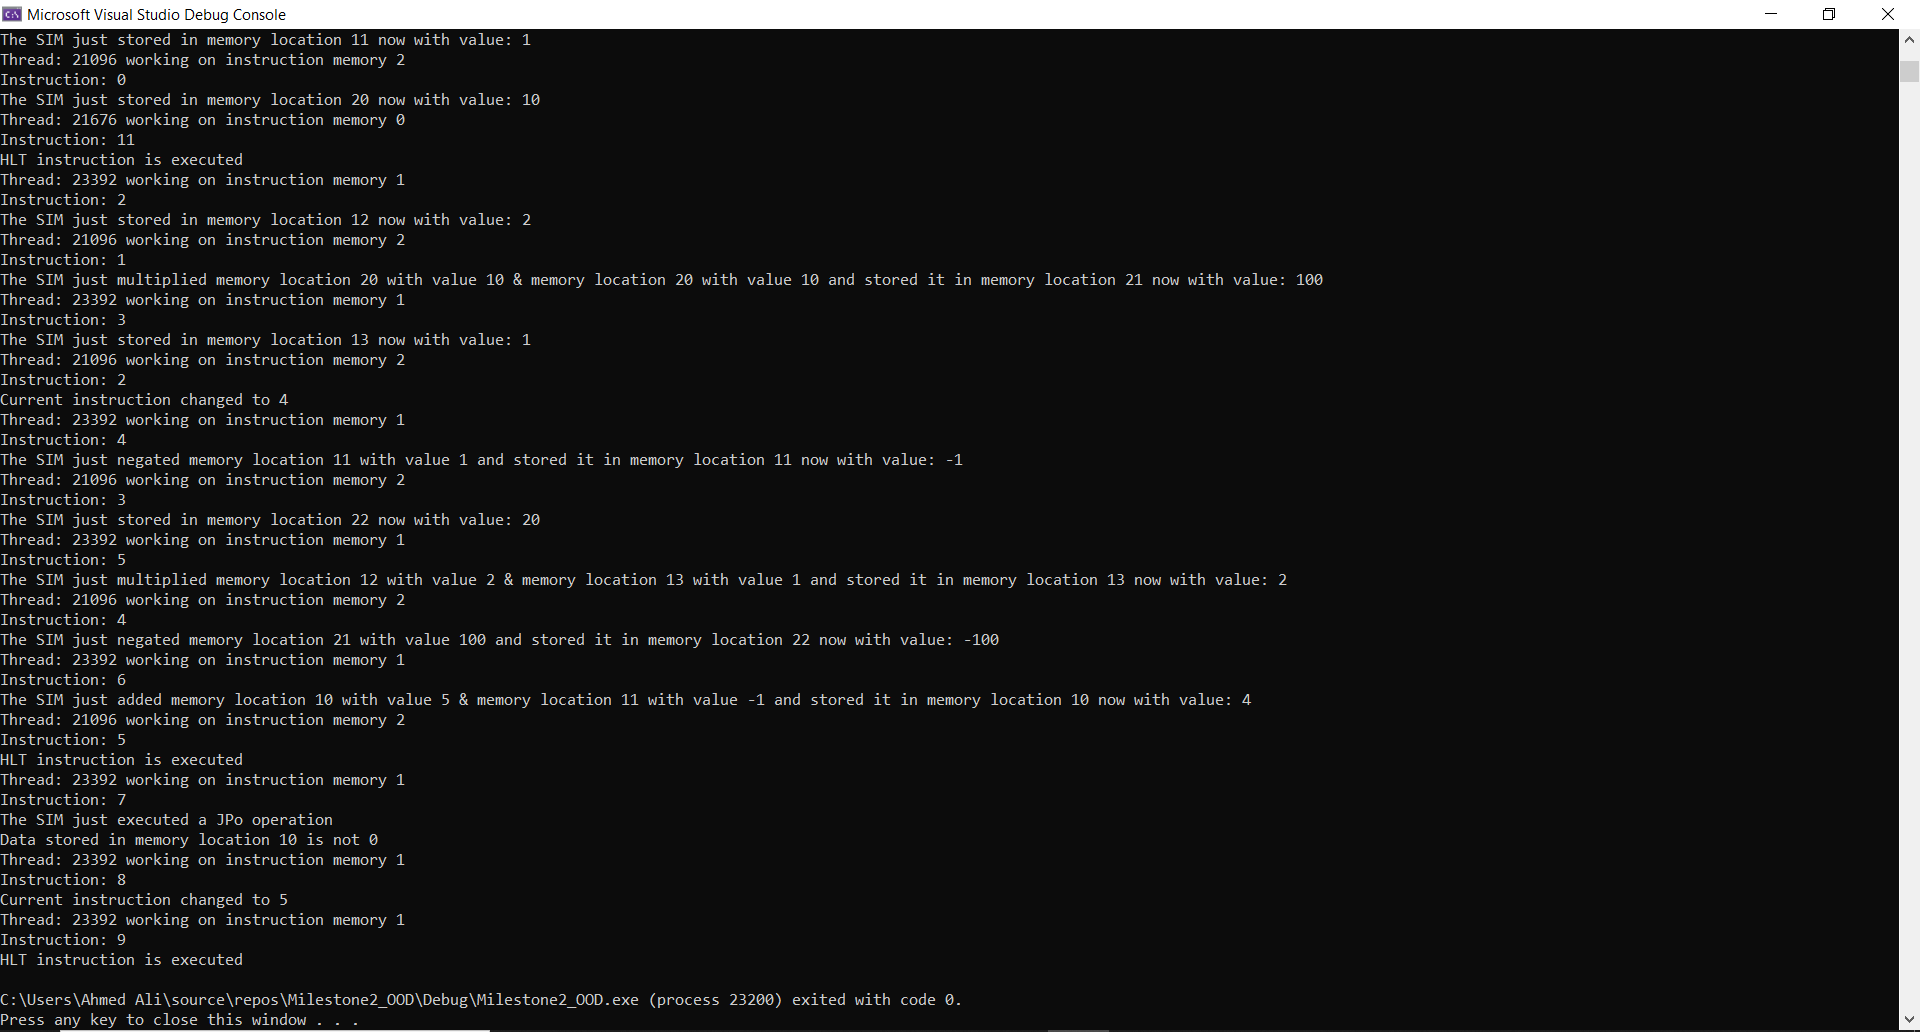 Microsoft Visual Studio Debug Console
The SIM just stored in memory location 11 now with value: 1
Thread: 21096 working on instruction memory 2
Instruction: 0
The SIM just stored in memory location 20 now with value: 10
Thread: 21676 working on instruction memory 0
Instruction: 11
HLT instruction is executed
Thread: 23392 working on instruction memory 1
Instruction: 2
The SIM just stored in memory location 12 now with value: 2
Thread: 21096 working on instruction memory 2
Instruction: 1
The SIM just multiplied memory location 20 with value 10 & memory location 20 with value 10 and stored it in memory location 21 now with value: 100
Thread: 23392 working on instruction memory 1
Instruction: 3
The SIM just stored in memory location 13 now with value: 1
Thread: 21096 working on instruction memory 2
Instruction: 2
Current instruction changed to 4
Thread: 23392 working on instruction memory 1
Instruction: 4
The SIM just negated memory location 11 with value 1 and stored it in memory location 11 now with value: -1
Thread: 21096 working on instruction memory 2
Instruction: 3
The SIM just stored in memory location 22 now with value: 20
Thread: 23392 working on instruction memory 1
Instruction: 5
The SIM just multiplied memory location 12 with value 2 & memory location 13 with value 1 and stored it in memory location 13 now with value: 2
Thread: 21096 working on instruction memory 2
Instruction: 4
The SIM just negated memory location 21 with value 100 and stored it in memory location 22 now with value: -100
Thread: 23392 working on instruction memory 1
Instruction: 6
The SIM just added memory location 10 with value 5 & memory location 11 with value -1 and stored it in memory location 10 now with value: 4
Thread: 21096 working on instruction memory 2
Instruction: 5
HLT instruction is executed
Thread: 23392 working on instruction memory 1
Instruction: 7
The SIM just executed a JPo operation
Data stored in memory location 10 is not 0
Thread: 23392 working on instruction memory 1
Instruction: 8
Current instruction changed to 5
Thread: 23392 working on instruction memory 1
Instruction: 9
HLT instruction is executed
C:\Users\Ahmed Ali\source\repos\Milestone2_OOD\Debug\Milestone2_OOD.exe (process 23200) exited with code 0.
Press any key to close this window . . .